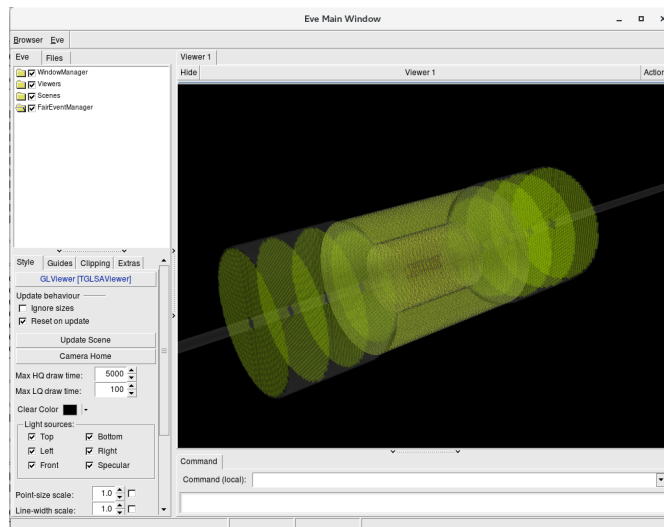 Eve Main Window
Browser Eve
Eve Files
WindowManager
Viewers
Scenes
FairEventManager
Viewer 1
Hide Viewer 1 Action
Style Guides Clipping Extras
GLViewer [TGLSAViewer]
Update behaviour
Ignore sizes
Reset on update
Update Scene
Camera Home
Max HQ draw time: 5000
Max LQ draw time: 100
Clear Color
Light sources:
Top Bottom
Left Right
Front Specular
Point-size scale: 1.0
Line-width scale: 1.0
Command
Command (local):